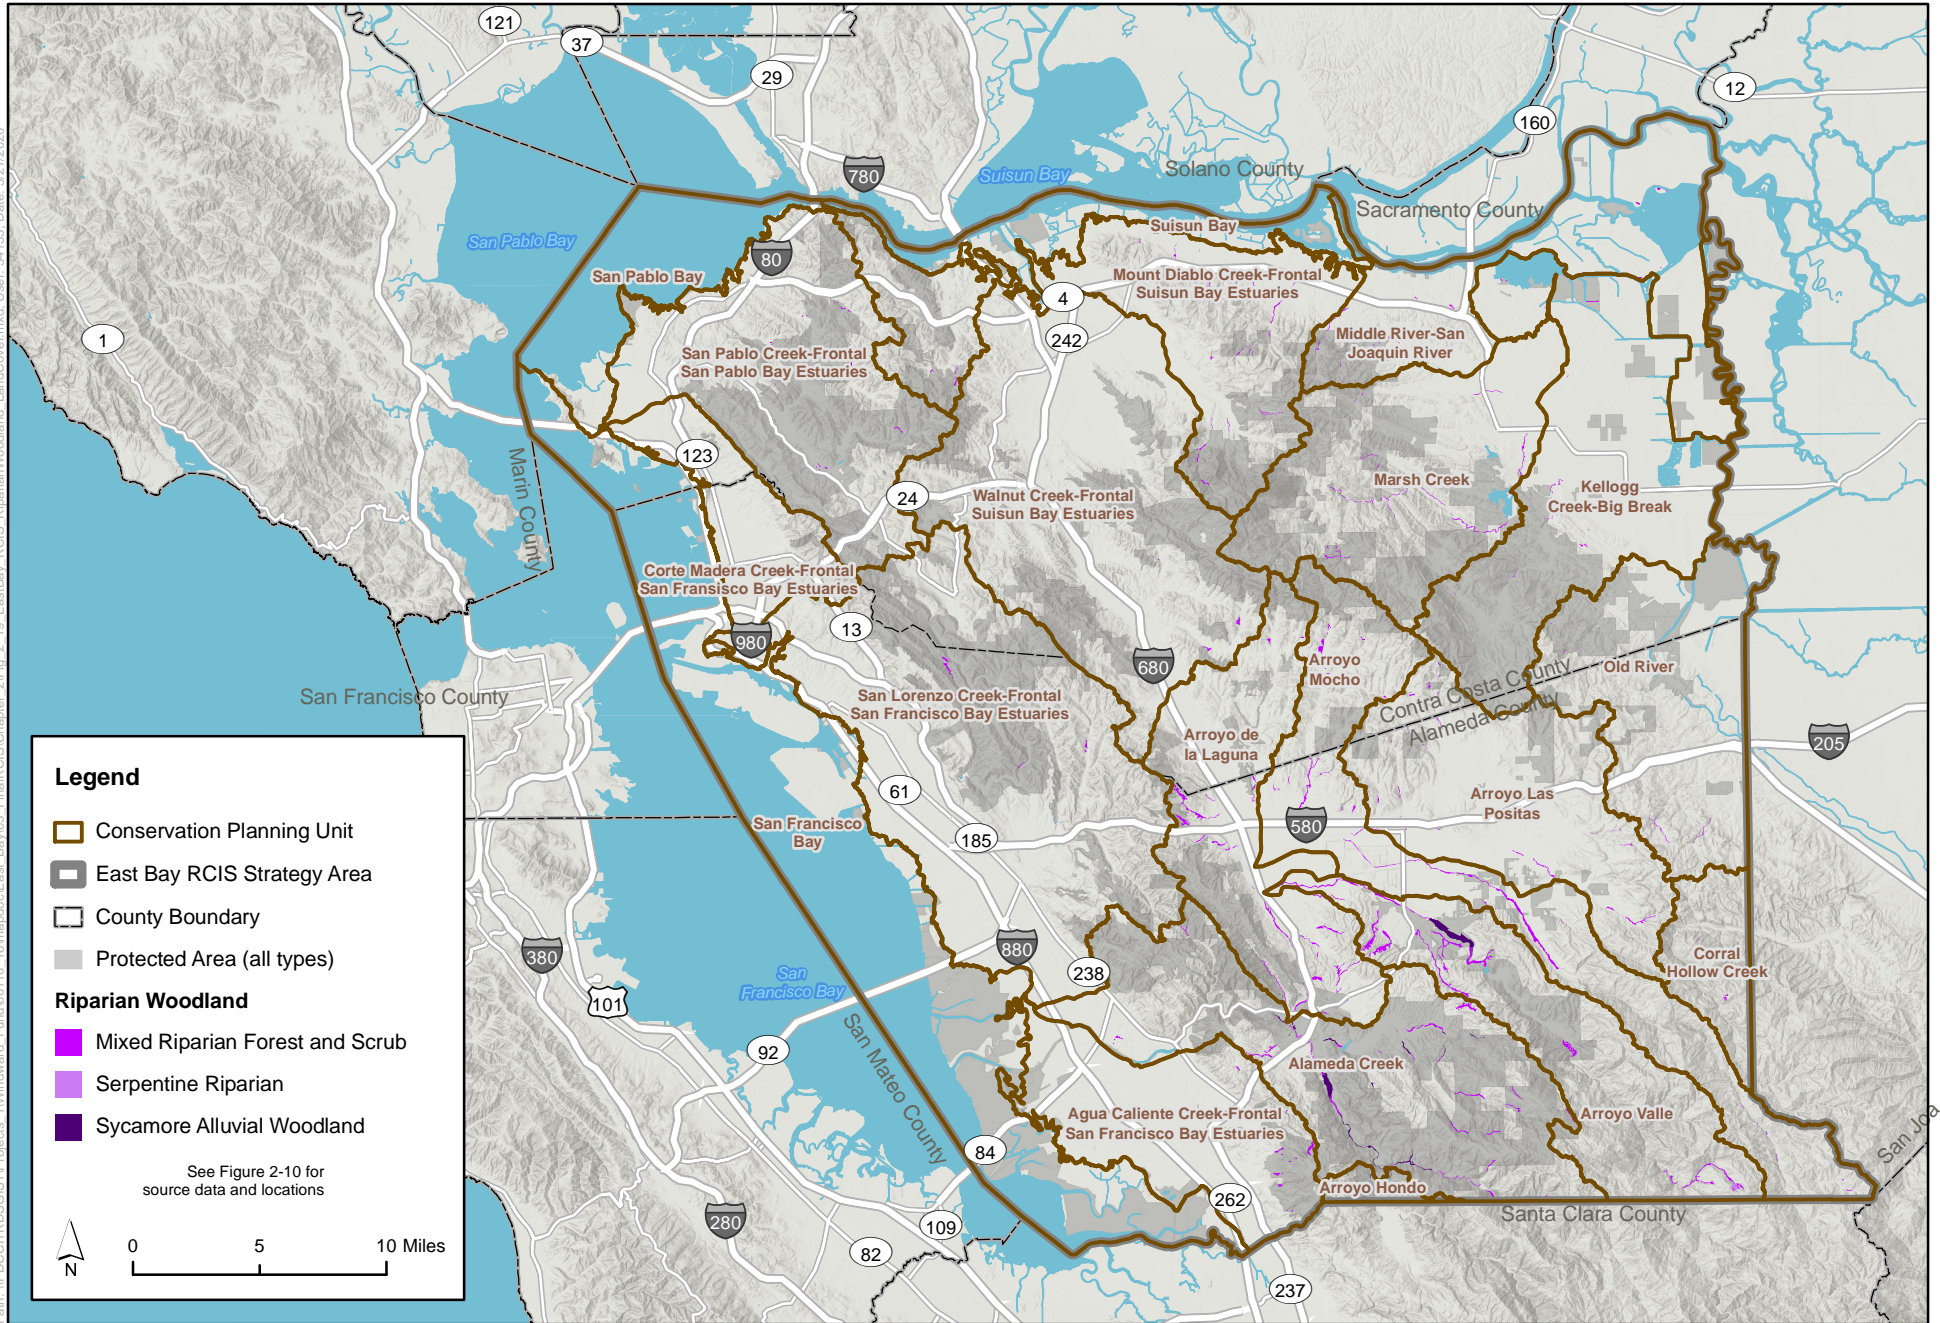 121
37
29
12
160
780
Solano County
Suisun Bay
Sacramento County
San Pablo Bay
Suisun Bay
80
San Pablo Bay
Mount Diablo Creek-Frontal
Suisun Bay Estuaries
4
1
242
Middle River-San
Joaquin River
San Pablo Creek-Frontal
San Pablo Bay Estuaries
123
Marin County
24
Walnut Creek-Frontal
Suisun Bay Estuaries
Marsh Creek
Kellogg
Creek-Big Break
Corte Madera Creek-Frontal
San Fransisco Bay Estuaries
980
13
680
Arroyo
Mocho
Old River
Contra Costa County
Alameda County
San Francisco County
San Lorenzo Creek-Frontal
San Francisco Bay Estuaries
Arroyo de
la Laguna
205
61
Arroyo Las
Positas
580
San Francisco
Bay
185
880
238
380
101
San
Francisco Bay
Corral
Hollow Creek
92
San Mateo County
Alameda Creek
Agua Caliente Creek-Frontal
San Francisco Bay Estuaries
Arroyo Valle
84
Arroyo Hondo
262
San Joa
Santa Clara County
280
109
82
237
Legend
Conservation Planning Unit
East Bay RCIS Strategy Area
County Boundary
Protected Area (all types)
Riparian Woodland
Mixed Riparian Forest and Scrub
Serpentine Riparian
Sycamore Alluvial Woodland
See Figure 2-10 for
source data and locations
N
0 5 10 Miles